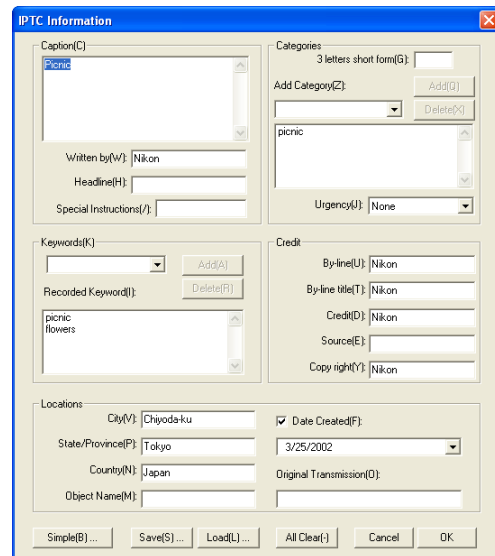 IPTC Information
Caption(C)
Picnic
Written by(W): Nikon
Headline(H):
Special Instructions(/):
Categories
3 letters short form(G):
Add Category(Z):
Add(Q)
Delete(X)
picnic
Urgency(J): None
Keywords(K)
Add(A)
Recorded Keyword(I):
Delete(R)
picnic
flowers
Credit
By-line(U): Nikon
By-line title(T): Nikon
Credit(D): Nikon
Source(E):
Copy right(Y): Nikon
Locations
City(V): Chiyoda-ku
State/Province(P): Tokyo
Country(N): Japan
Object Name(M):
Date Created(F):
3/25/2002
Original Transmission(O):
Simple(B) ... Save(S) ... Load(L) ... All Clear(-) Cancel OK